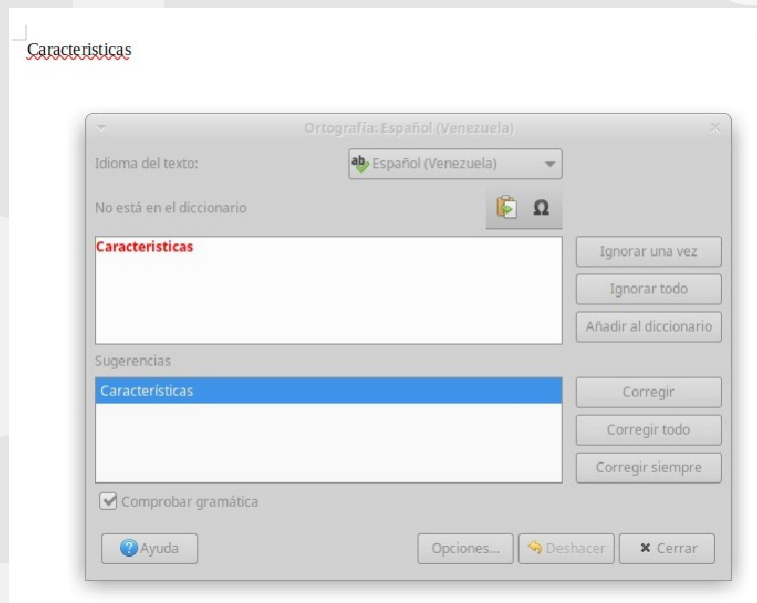 Caracteristicas
Ortografía: Español (Venezuela)
Idioma del texto:
Español (Venezuela)
No está en el diccionario
Caracteristicas
Ignorar una vez
Ignorar todo
Añadir al diccionario
Sugerencias
Características
Corregir
Corregir todo
Corregir siempre
Comprobar gramática
Ayuda
Opciones...
Deshacer
Cerrar